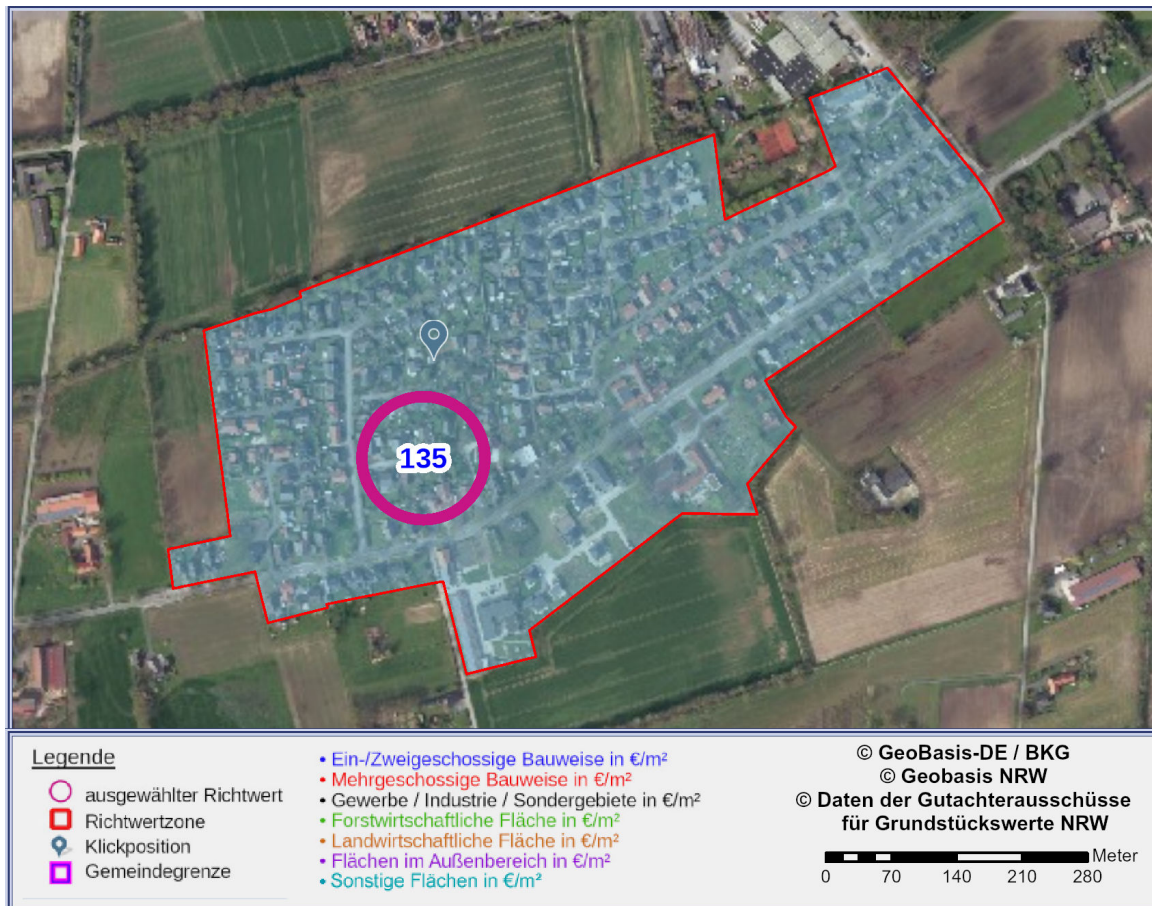 135
Legende
ausgewählter Richtwert
Richtwertzone
Klickposition
Gemeindegrenze
• Ein-/Zweigeschossige Bauweise in €/m²
• Mehrgeschossige Bauweise in €/m²
• Gewerbe / Industrie / Sondergebiete in €/m²
• Forstwirtschaftliche Fläche in €/m²
• Landwirtschaftliche Fläche in €/m²
• Flächen im Außenbereich in €/m²
• Sonstige Flächen in €/m²
© GeoBasis-DE / BKG
© Geobasis NRW
© Daten der Gutachterausschüsse
für Grundstückswerte NRW
Meter
0 70 140 210 280